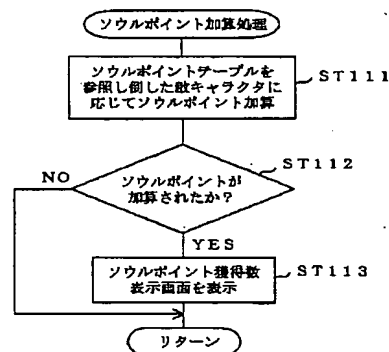 ソウルポイント加算処理
ソウルポイントテーブルを
参照し倒した敵キャラクタに
応じてソウルポイント加算
ST111
ソウルポイントが
加算されたか?
ST112
NO
YES
ソウルポイント獲得数
表示画面を表示
ST113
リターン